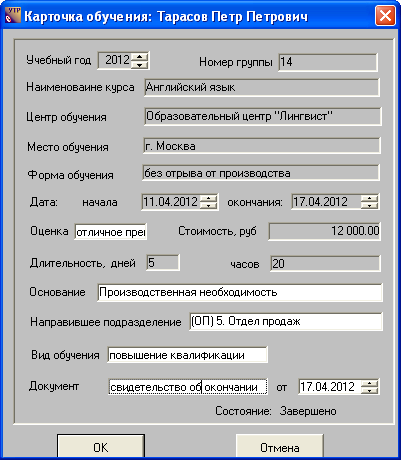 Карточка обучения: Тарасов Петр Петрович
Учебный год 2012 Номер группы 14
Наименоваине курса Английский язык
Центр обучения Образовательный центр "Лингвист"
Место обучения г. Москва
Форма обучения без отрыва от производства
Дата: начала 11.04.2012 окончания: 17.04.2012
Оценка отличное пре Стоимость, руб 12 000.00
Длительность, дней 5 часов 20
Основание Производственная необходимость
Направившее подразделение (ОП) 5. Отдел продаж
Вид обучения повышение квалификации
Документ свидетельство об окончании от 17.04.2012
Состояние: Завершено
OK Отмена